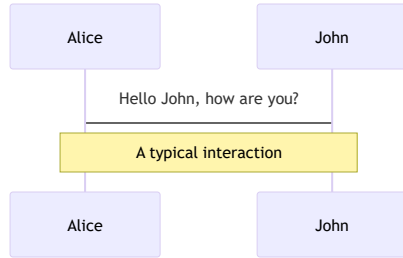 Alice
John
Hello John, how are you?
A typical interaction
Alice
John